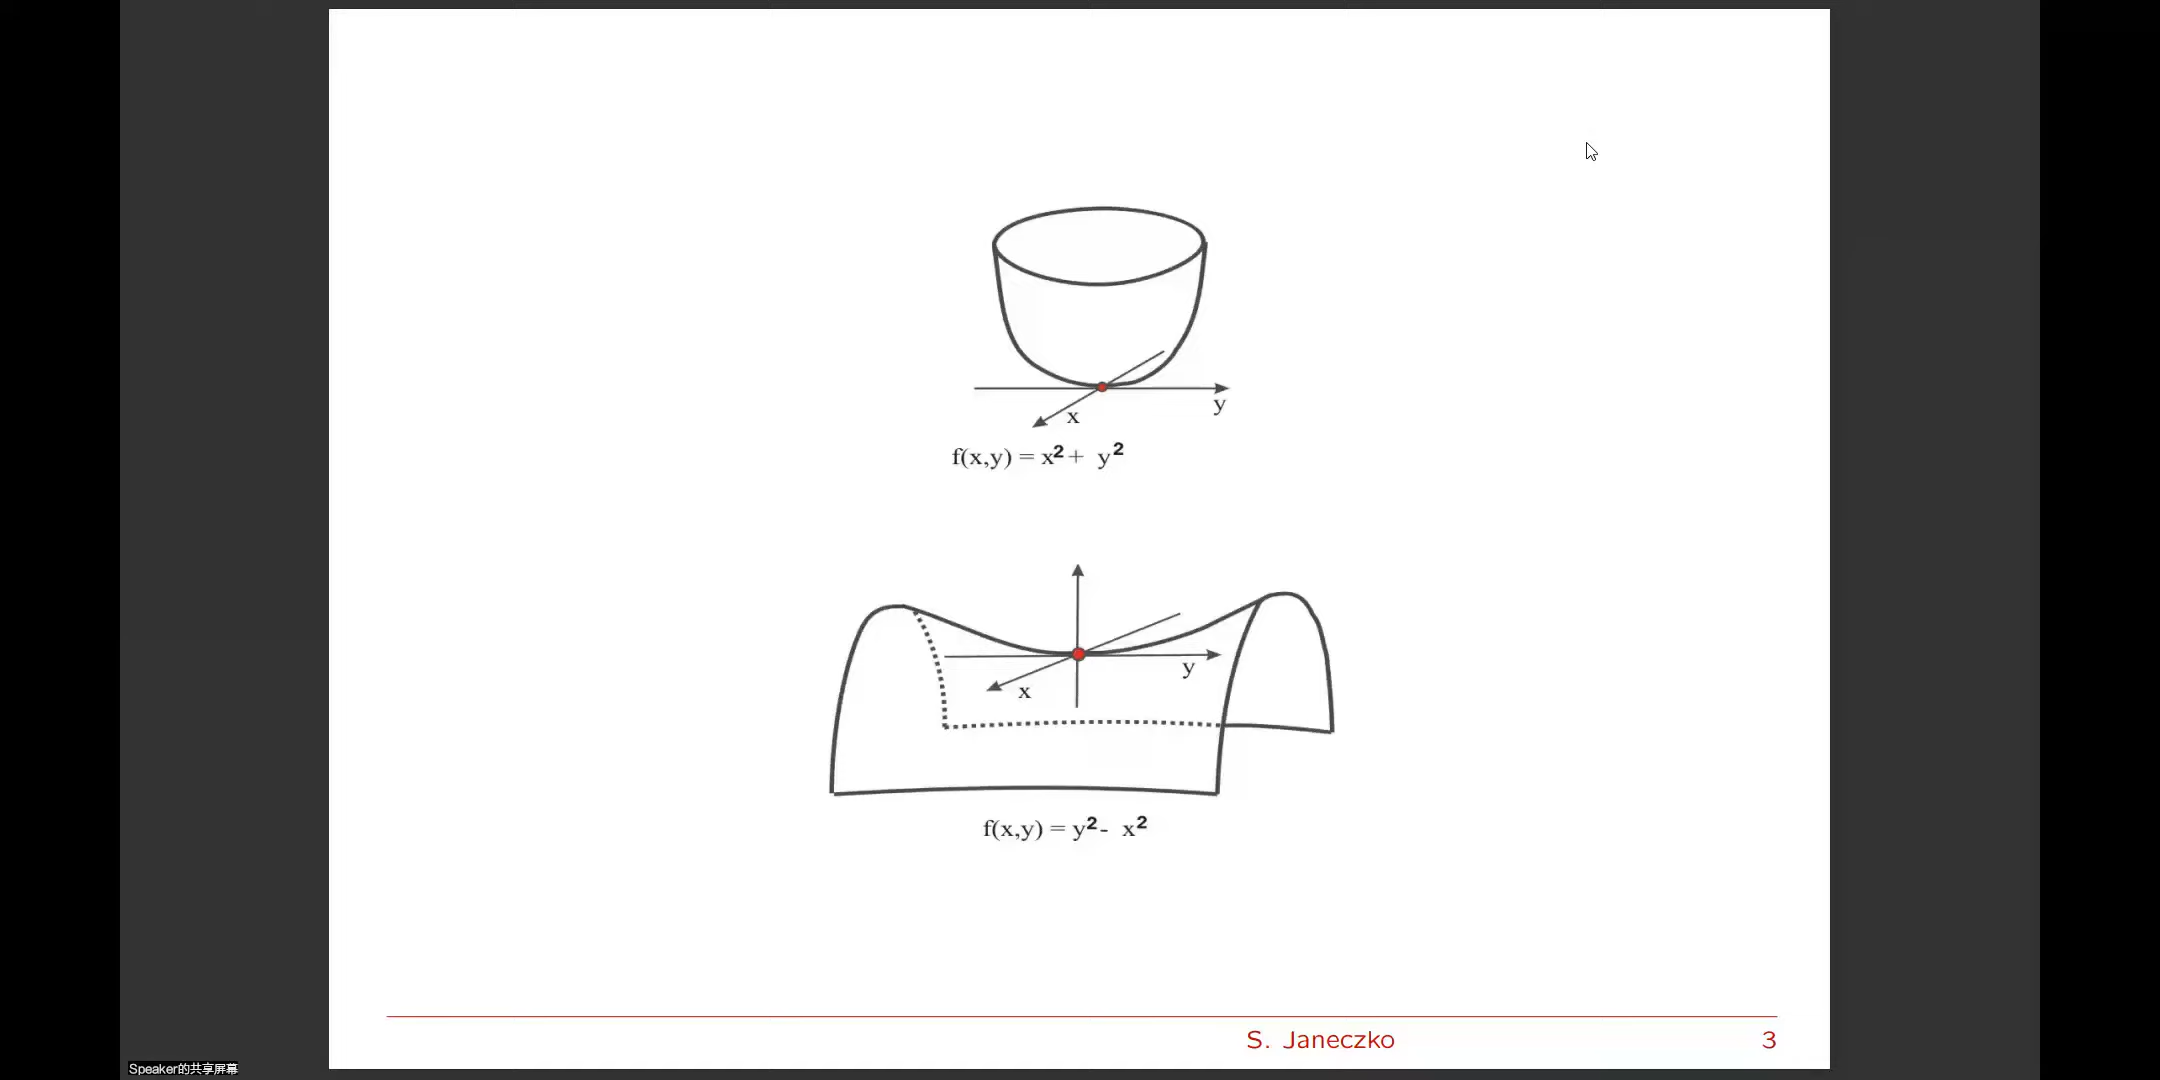 y
x
f(x,y) = x² + y²
y
x
f(x,y) = y² - x²
S. Janeczko 3
Speaker的共享屏幕